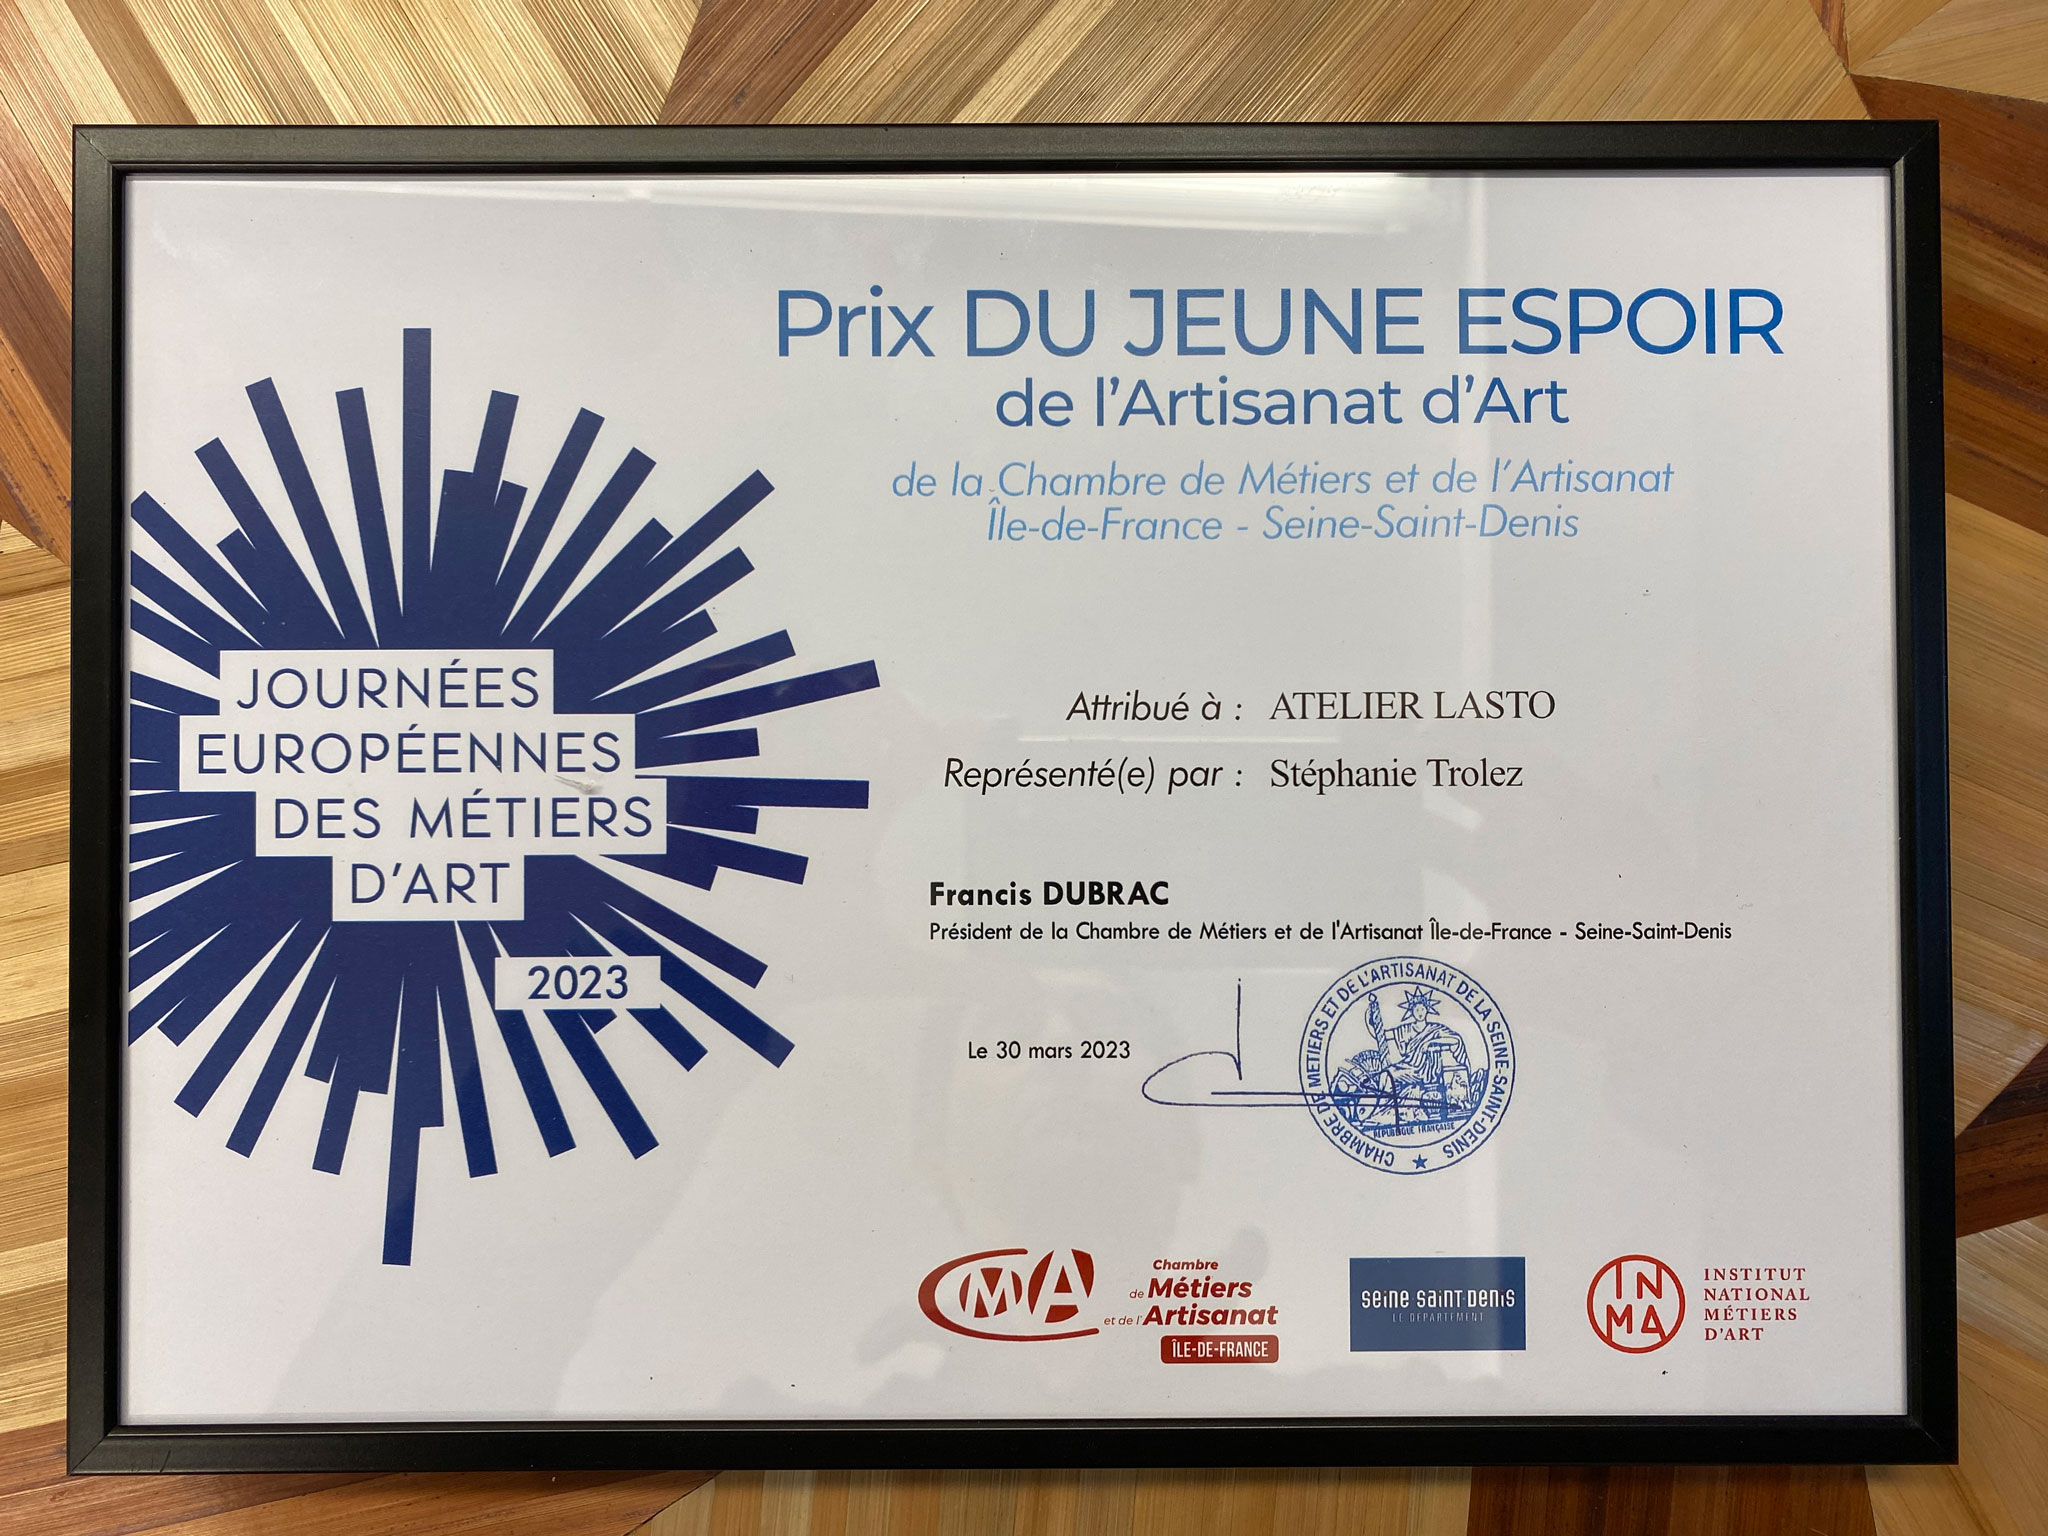 Prix DU JEUNE ESPOIR
de l'Artisanat d'Art
de la Chambre de Métiers et de l'Artisanat
Île-de-France - Seine-Saint-Denis
JOURNÉES
EUROPÉENNES
DES MÉTIERS
D'ART
2023
Attribué à : ATELIER LASTO
Représenté(e) par : Stéphanie Trolez
Francis DUBRAC
Président de la Chambre de Métiers et de l'Artisanat Île-de-France - Seine-Saint-Denis
Le 30 mars 2023
CHAMBRE DE METIERS ET DE L'ARTISANAT DE LA SEINE-SAINT-DENIS
REPUBLIQUE FRANÇAISE
CMA
Chambre
de Métiers
et de l'Artisanat
ÎLE-DE-FRANCE
seine saint-denis
LE DÉPARTEMENT
IN
MA
INSTITUT
NATIONAL
MÉTIERS
D'ART